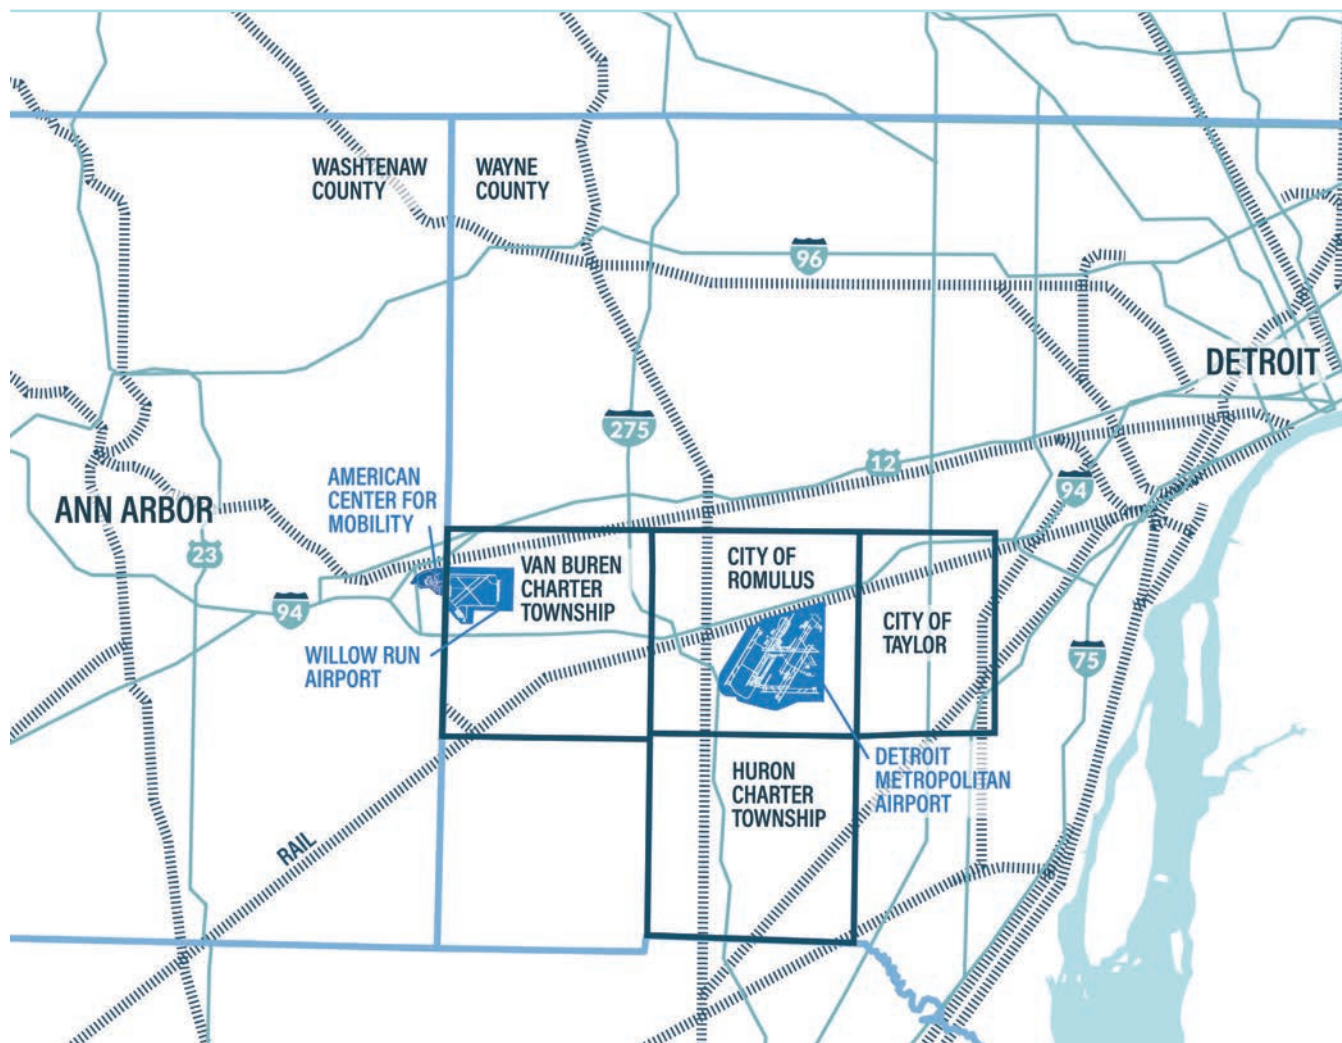 WASHTENAW
COUNTY
WAYNE
COUNTY
96
DETROIT
275
12
94
AMERICAN
CENTER FOR
MOBILITY
ANN ARBOR
23
94
VAN BUREN
CHARTER
TOWNSHIP
CITY OF
ROMULUS
CITY OF
TAYLOR
WILLOW RUN
AIRPORT
75
HURON
CHARTER
TOWNSHIP
DETROIT
METROPOLITAN
AIRPORT
RAIL